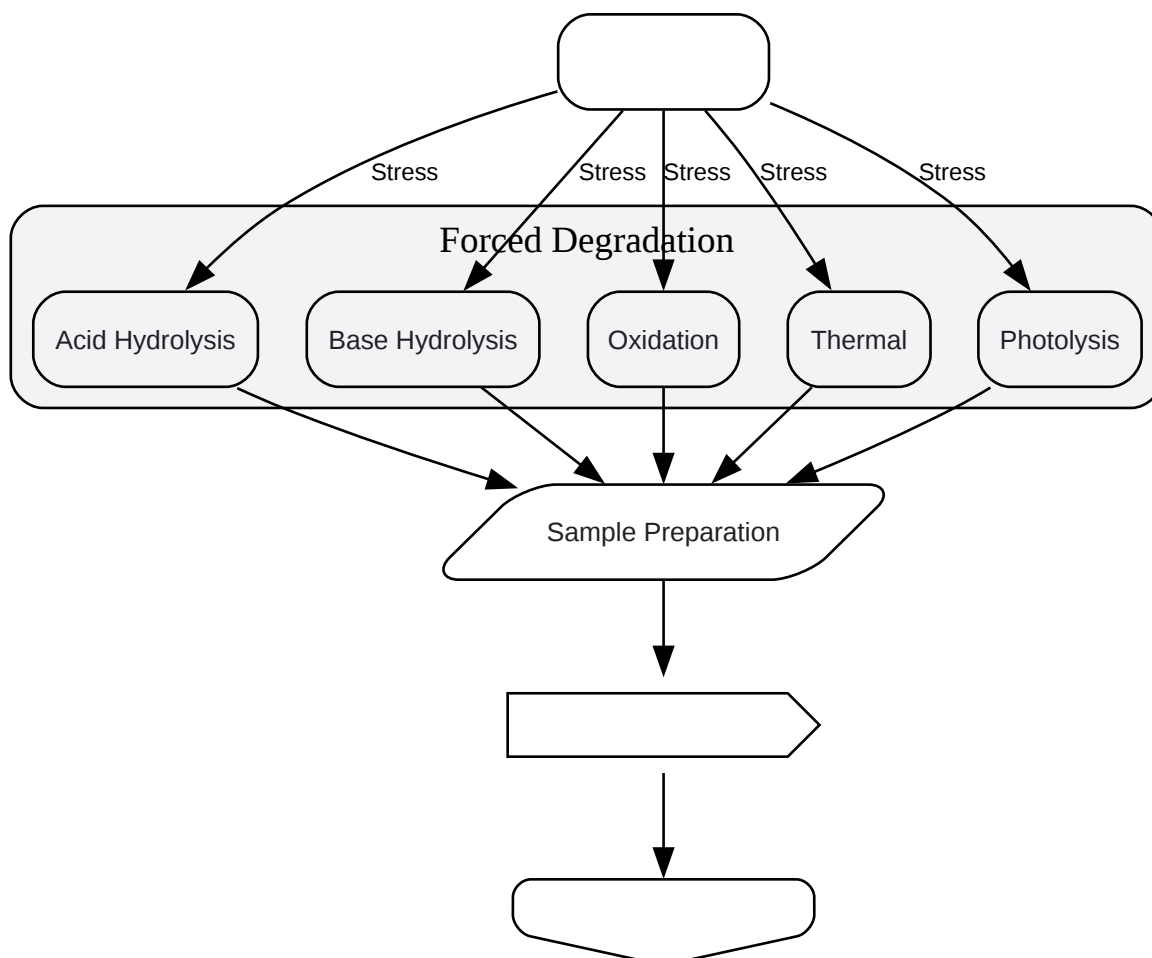 Stress Stress Stress Stress Stress
Forced Degradation
Acid Hydrolysis Base Hydrolysis Oxidation Thermal Photolysis
Sample Preparation